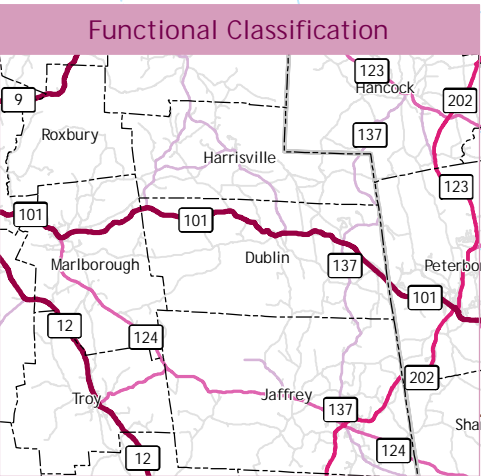 Functional Classification
123
Hancock
9
202
Roxbury
137
Harrisville
123
101
101
Dublin
Marlborough
137
Peterbo
101
12
124
202
Troy
Jaffrey
137
Sha
124
12